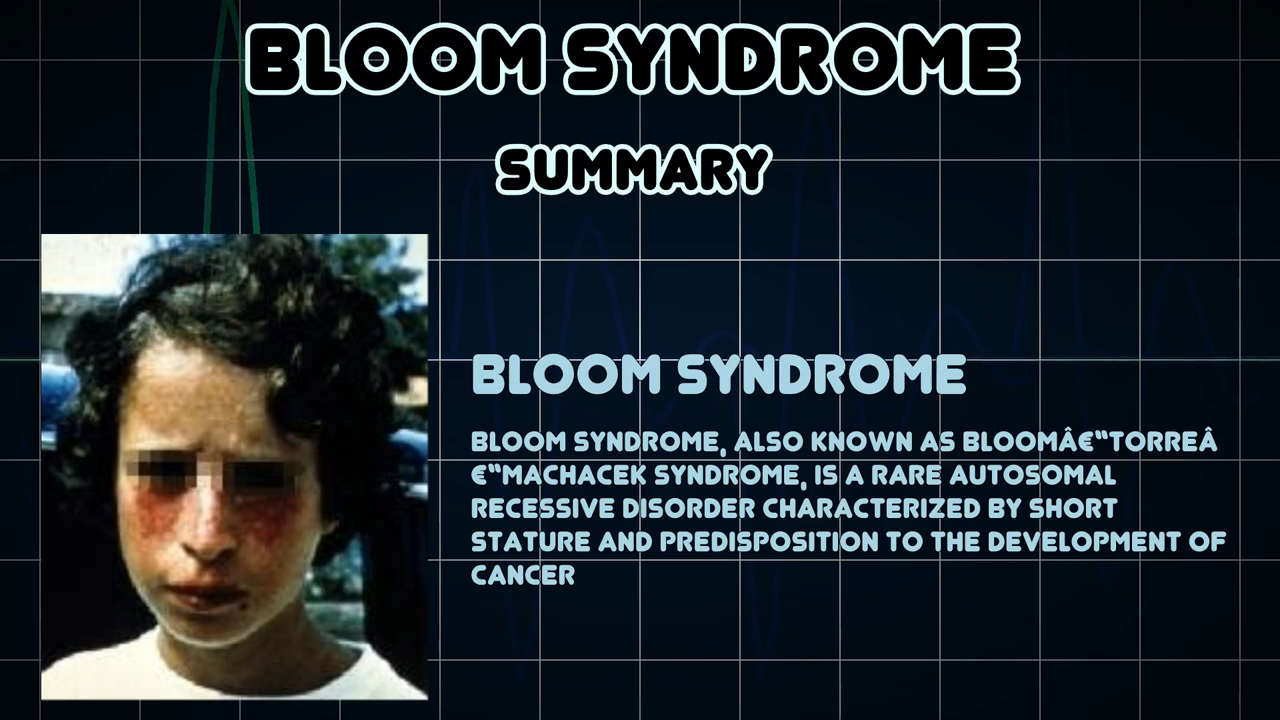 BLOOM SYNDROME
SUMMARY
BLOOM SYNDROME
BLOOM SYNDROME, ALSO KNOWN AS BLOOMÂ€“TORREÂ
€“MACHACEK SYNDROME, IS A RARE AUTOSOMAL
RECESSIVE DISORDER CHARACTERIZED BY SHORT
STATURE AND PREDISPOSITION TO THE DEVELOPMENT OF
CANCER